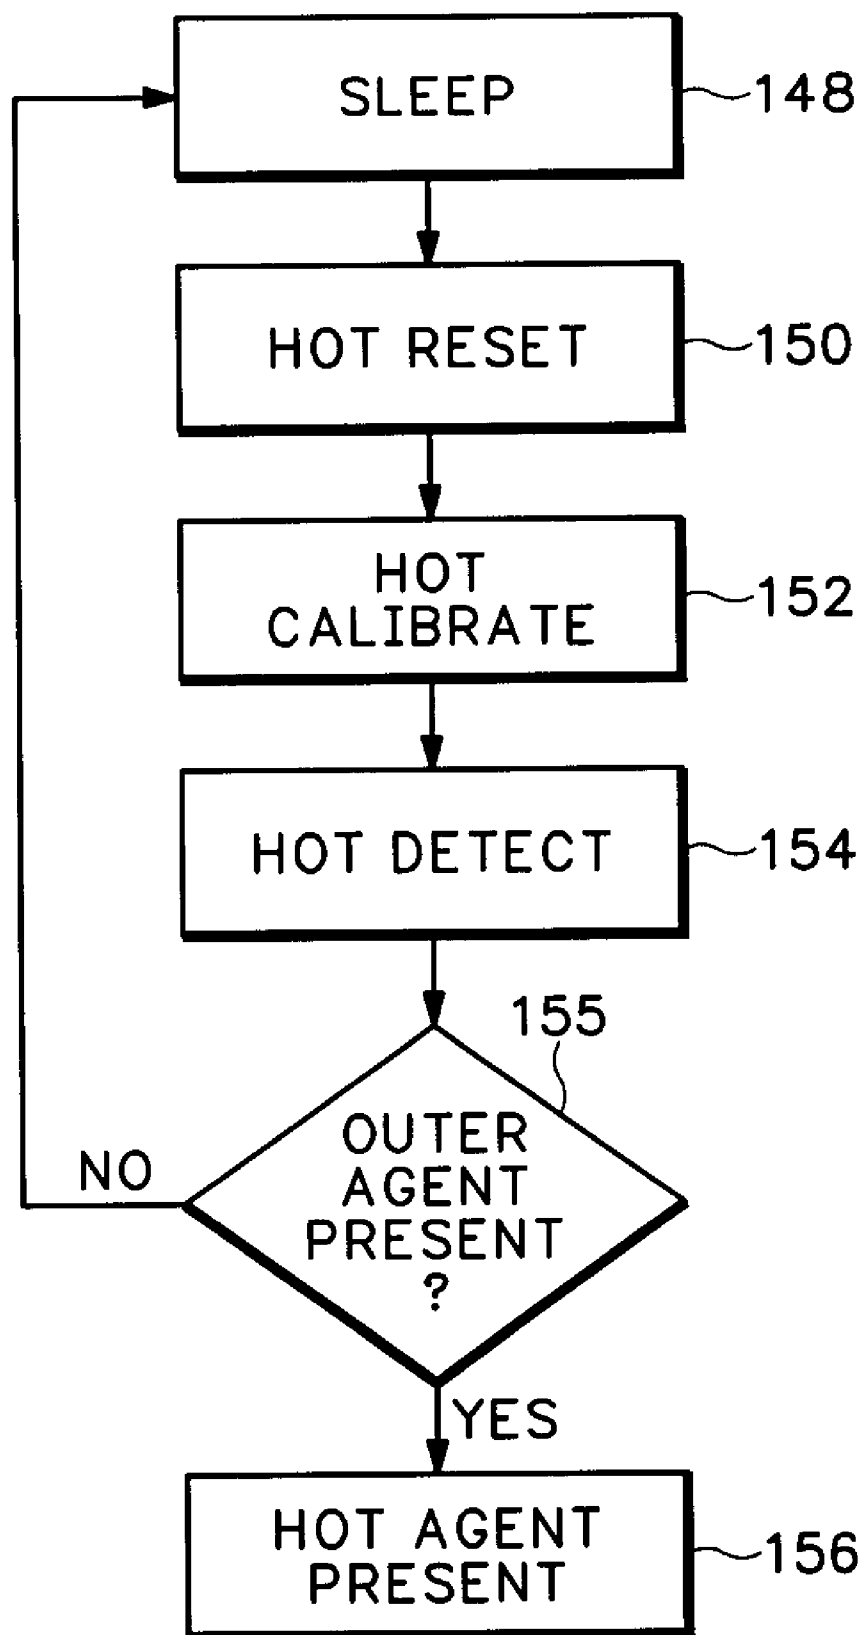 SLEEP
148
HOT RESET
150
HOT
CALIBRATE
152
HOT DETECT
154
155
OUTER
AGENT
PRESENT
?
NO
YES
HOT AGENT
PRESENT
156